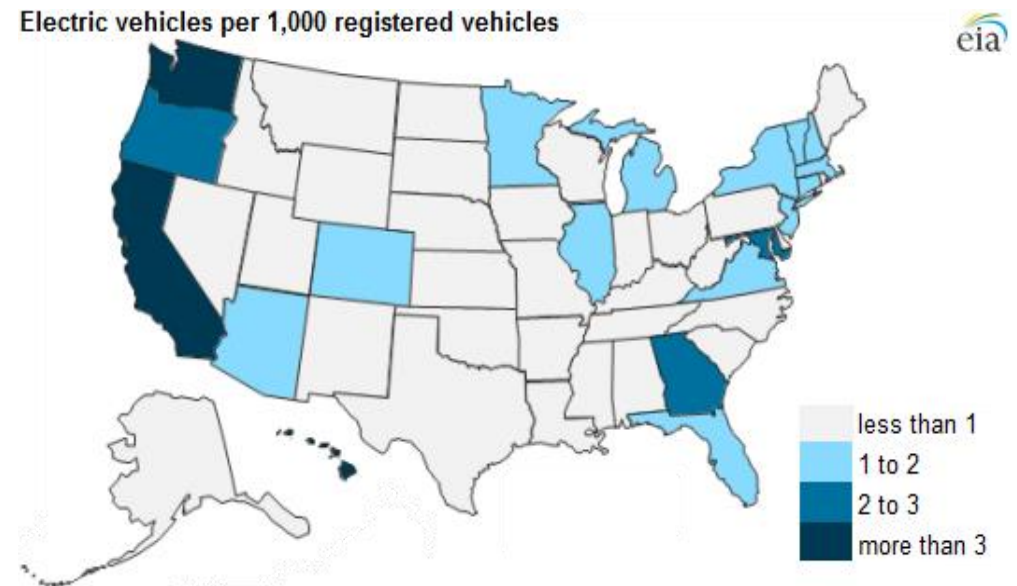 Electric vehicles per 1,000 registered vehicles
eia
less than 1
1 to 2
2 to 3
more than 3